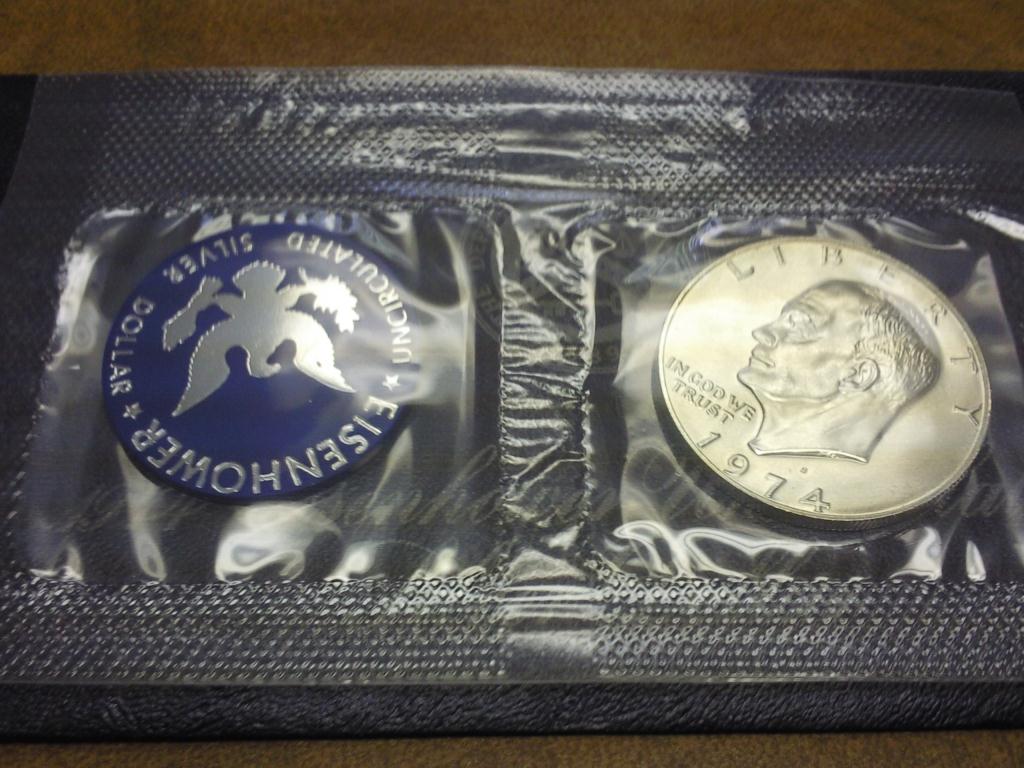 EISENHOWER
★ UNCIRCULATED SILVER DOLLAR ★
LIBERTY
IN GOD WE
TRUST
1974
S